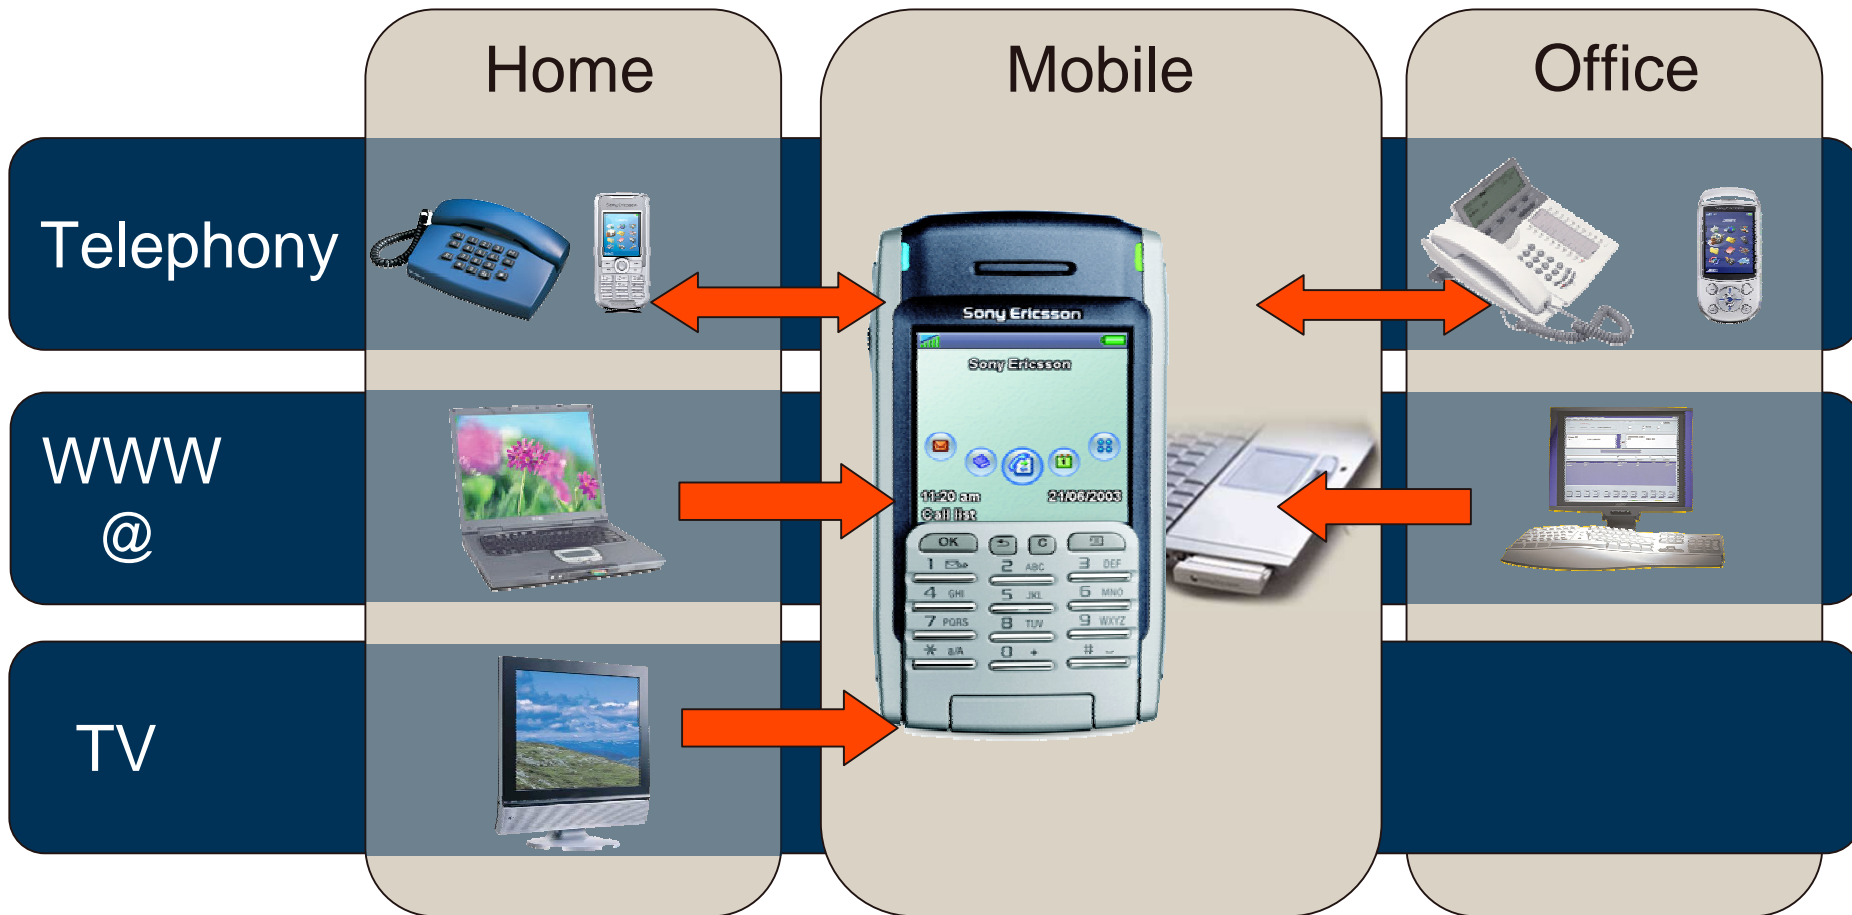 Home
Mobile
Office
Telephony
Sony Ericsson
Sony Ericsson
WWW
@
11:20 am 21/06/2003
Call list
OK C
1 2 ABC 3 DEF
4 GHI 5 JKL 6 MNO
7 PQRS 8 TUV 9 WXYZ
* a/A 0 + #
TV